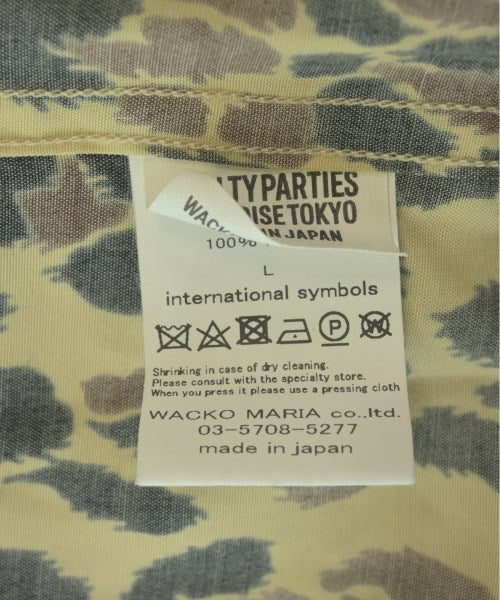 LTYPARTIES
DISETOKYO
IN JAPAN
WACK
100%
L
international symbols
P
W
Shrinking in case of dry cleaning.
Please consult with the specialty store.
When you press it please use a pressing cloth
WACKO MARIA co.,ltd.
03-5708-5277
made in japan